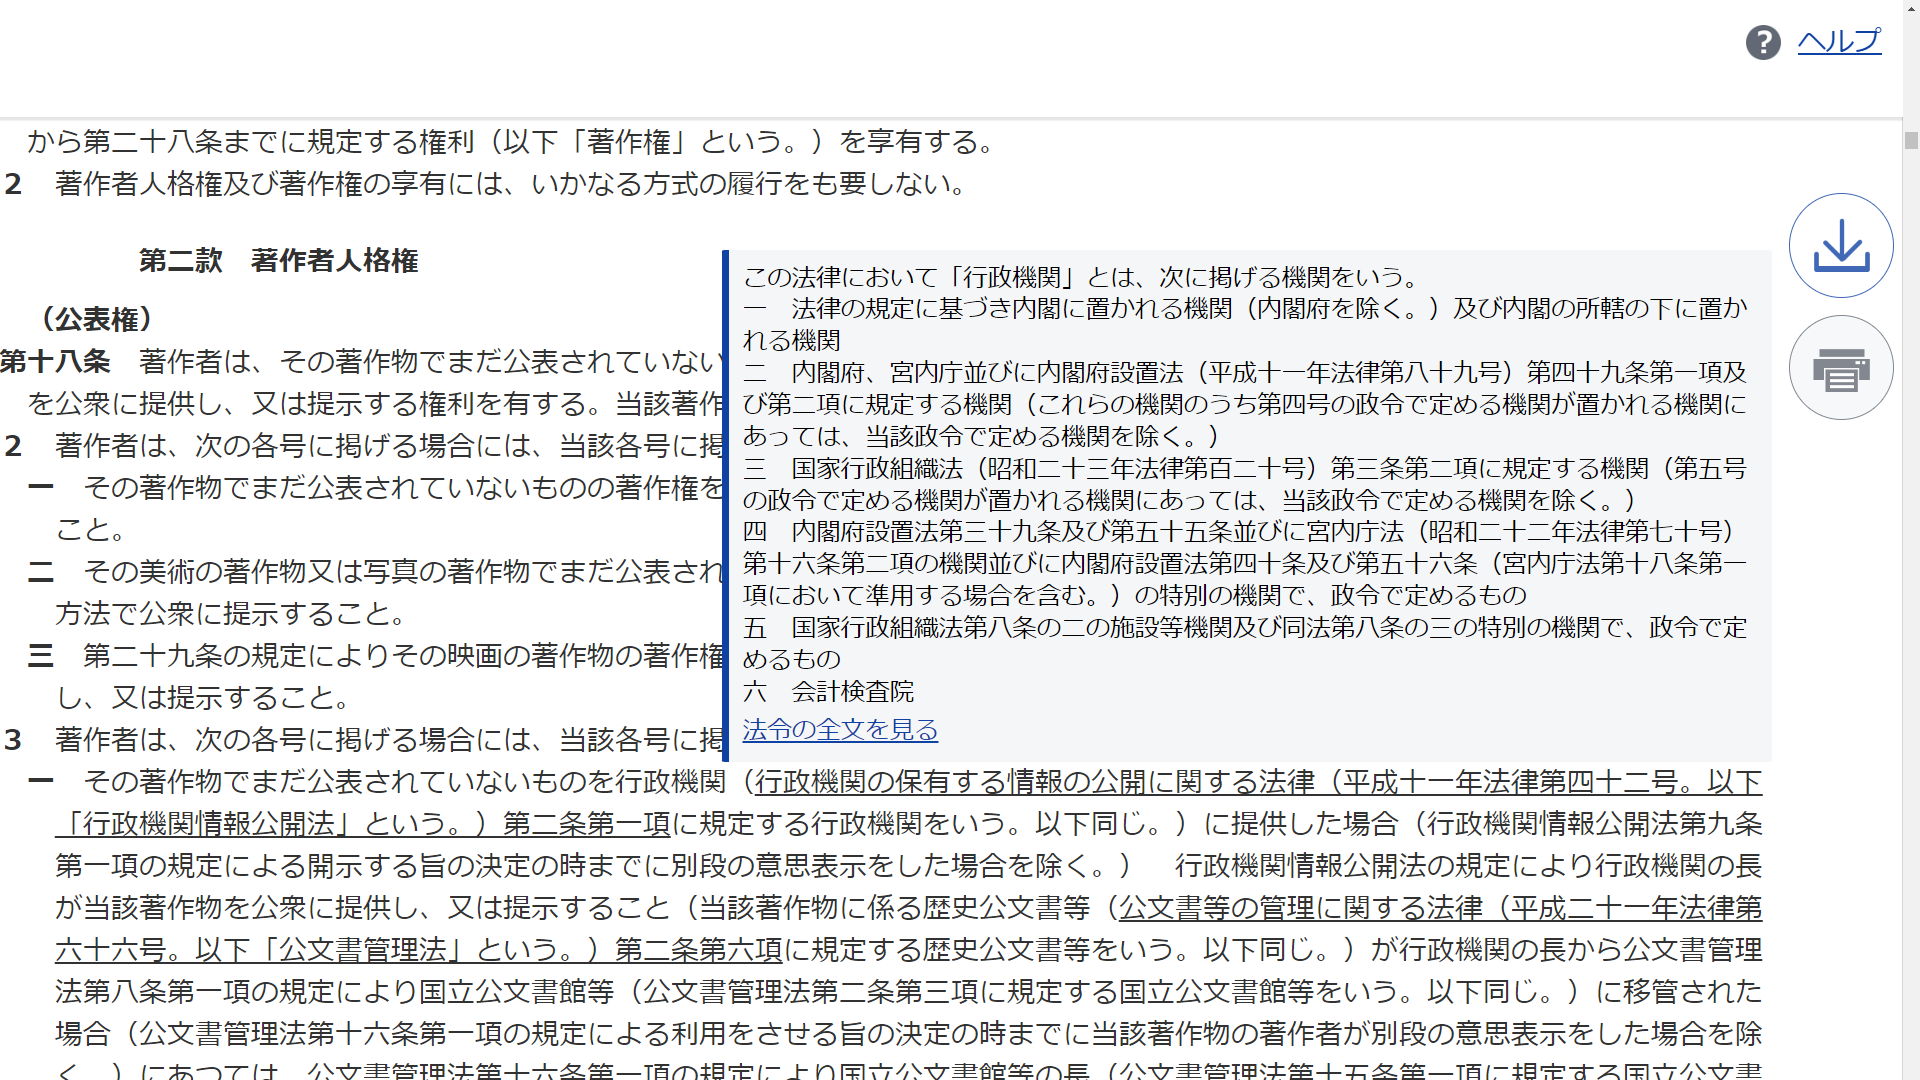 ヘルプ
から第二十八条までに規定する権利（以下「著作権」という。）を享有する。
２　著作者人格権及び著作権の享有には、いかなる方式の履行をも要しない。
第二款　著作者人格権
（公表権）
第十八条　著作者は、その著作物でまだ公表されていない
を公衆に提供し、又は提示する権利を有する。当該著作
２　著作者は、次の各号に掲げる場合には、当該各号に掲
一　その著作物でまだ公表されていないものの著作権を
こと。
二　その美術の著作物又は写真の著作物でまだ公表され
方法で公衆に提示すること。
三　第二十九条の規定によりその映画の著作物の著作権
し、又は提示すること。
３　著作者は、次の各号に掲げる場合には、当該各号に掲
この法律において「行政機関」とは、次に掲げる機関をいう。
一　法律の規定に基づき内閣に置かれる機関（内閣府を除く。）及び内閣の所轄の下に置か
れる機関
二　内閣府、宮内庁並びに内閣府設置法（平成十一年法律第八十九号）第四十九条第一項及
び第二項に規定する機関（これらの機関のうち第四号の政令で定める機関が置かれる機関に
あっては、当該政令で定める機関を除く。）
三　国家行政組織法（昭和二十三年法律第百二十号）第三条第二項に規定する機関（第五号
の政令で定める機関が置かれる機関にあっては、当該政令で定める機関を除く。）
四　内閣府設置法第三十九条及び第五十五条並びに宮内庁法（昭和二十二年法律第七十号）
第十六条第二項の機関並びに内閣府設置法第四十条及び第五十六条（宮内庁法第十八条第一
項において準用する場合を含む。）の特別の機関で、政令で定めるもの
五　国家行政組織法第八条の二の施設等機関及び同法第八条の三の特別の機関で、政令で定
めるもの
六　会計検査院
法令の全文を見る
一　その著作物でまだ公表されていないものを行政機関（行政機関の保有する情報の公開に関する法律（平成十一年法律第四十二号。以下
「行政機関情報公開法」という。）第二条第一項に規定する行政機関をいう。以下同じ。）に提供した場合（行政機関情報公開法第九条
第一項の規定による開示する旨の決定の時までに別段の意思表示をした場合を除く。）　行政機関情報公開法の規定により行政機関の長
が当該著作物を公衆に提供し、又は提示すること（当該著作物に係る歴史公文書等（公文書等の管理に関する法律（平成二十一年法律第
六十六号。以下「公文書管理法」という。）第二条第六項に規定する歴史公文書等をいう。以下同じ。）が行政機関の長から公文書管理
法第八条第一項の規定により国立公文書館等（公文書管理法第二条第三項に規定する国立公文書館等をいう。以下同じ。）に移管された
場合（公文書管理法第十六条第一項の規定による利用をさせる旨の決定の時までに当該著作物の著作者が別段の意思表示をした場合を除
く。）にあつては、公文書管理法第十六条第一項の規定により国立公文書館等の長（公文書管理法第十五条第一項に規定する国立公文書